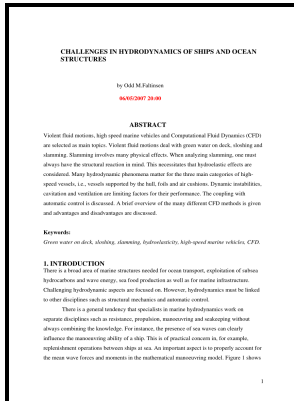 CHALLENGES IN HYDRODYNAMICS OF SHIPS AND OCEAN
STRUCTURES
by Odd M.Faltinsen
06/05/2007 20:00
ABSTRACT
Violent fluid motions, high speed marine vehicles and Computational Fluid Dynamics (CFD)
are selected as main topics. Violent fluid motions deal with green water on deck, sloshing and
slamming. Slamming involves many physical effects. When analyzing slamming, one must
always have the structural reaction in mind. This necessitates that hydroelastic effects are
considered. Many hydrodynamic phenomena matter for the three main categories of high-
speed vessels, i.e., vessels supported by the hull, foils and air cushions. Dynamic instabilities,
cavitation and ventilation are limiting factors for their performance. The coupling with
automatic control is discussed. A brief overview of the many different CFD methods is given
and advantages and disadvantages are discussed.
Keywords:
Green water on deck, sloshing, slamming, hydroelasticity, high-speed marine vehicles, CFD.
1. INTRODUCTION
There is a broad area of marine structures needed for ocean transport, exploitation of subsea
hydrocarbons and wave energy, sea food production as well as for marine infrastructure.
Challenging hydrodynamic aspects are focused on. However, hydrodynamics must be linked
to other disciplines such as structural mechanics and automatic control.
There is a general tendency that specialists in marine hydrodynamics work on
separate disciplines such as resistance, propulsion, manoeuvring and seakeeping without
always combining the knowledge. For instance, the presence of sea waves can clearly
influence the manoeuvring ability of a ship. This is of practical concern in, for example,
replenishment operations between ships at sea. An important aspect is to properly account for
the mean wave forces and moments in the mathematical manoeuvring model. Figure 1 shows
1